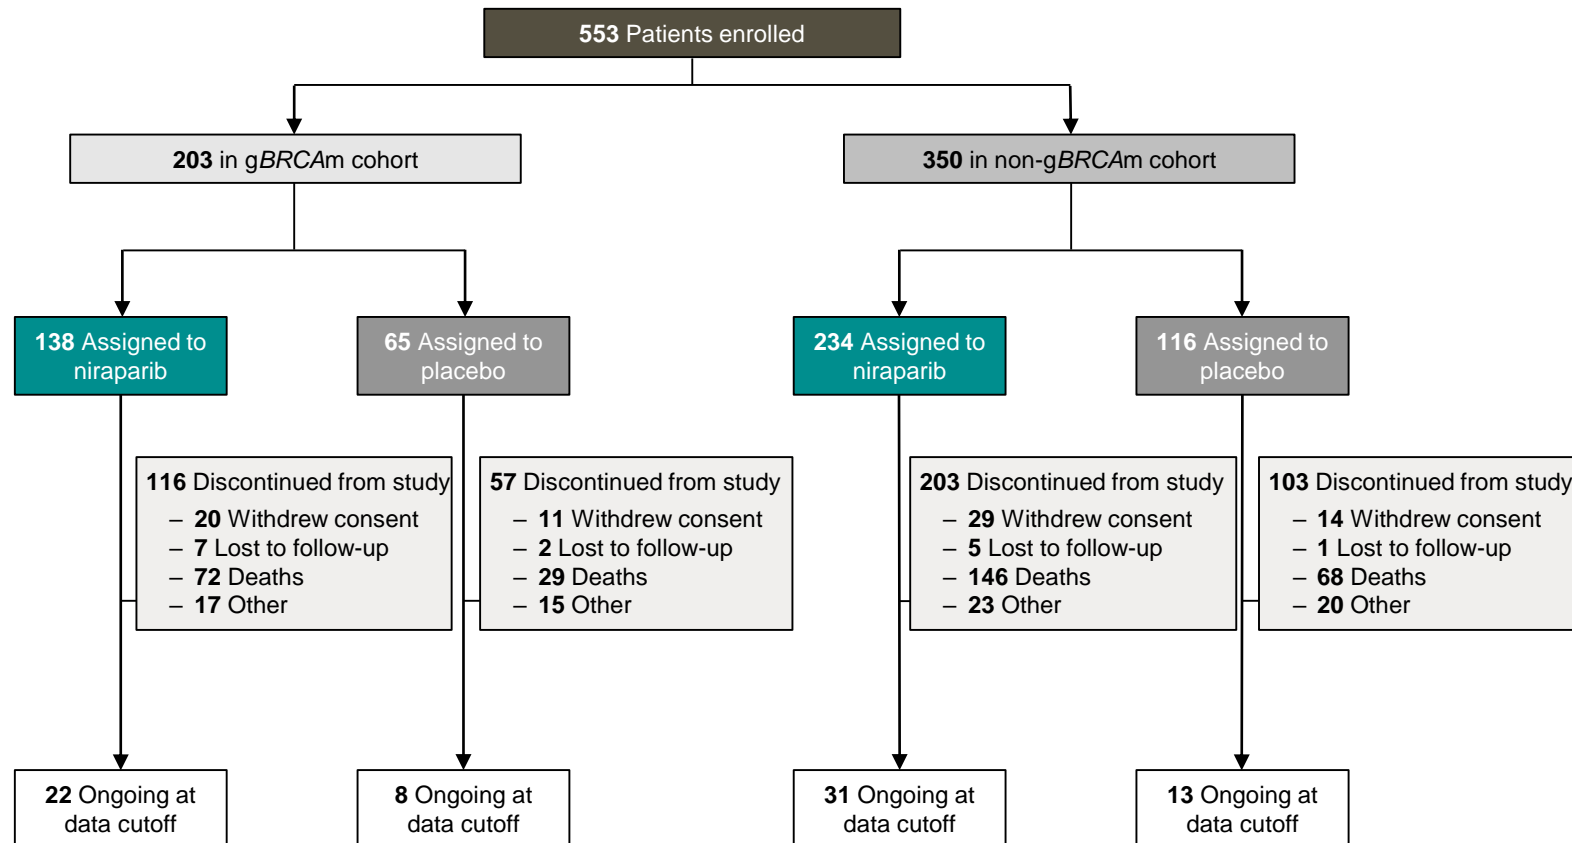 553 Patients enrolled
203 in gBRCAm cohort
350 in non-gBRCAm cohort
138 Assigned to
niraparib
65 Assigned to
placebo
234 Assigned to
niraparib
116 Assigned to
placebo
116 Discontinued from study
– 20 Withdrew consent
– 7 Lost to follow-up
– 72 Deaths
– 17 Other
57 Discontinued from study
– 11 Withdrew consent
– 2 Lost to follow-up
– 29 Deaths
– 15 Other
203 Discontinued from study
– 29 Withdrew consent
– 5 Lost to follow-up
– 146 Deaths
– 23 Other
103 Discontinued from study
– 14 Withdrew consent
– 1 Lost to follow-up
– 68 Deaths
– 20 Other
22 Ongoing at
data cutoff
8 Ongoing at
data cutoff
31 Ongoing at
data cutoff
13 Ongoing at
data cutoff